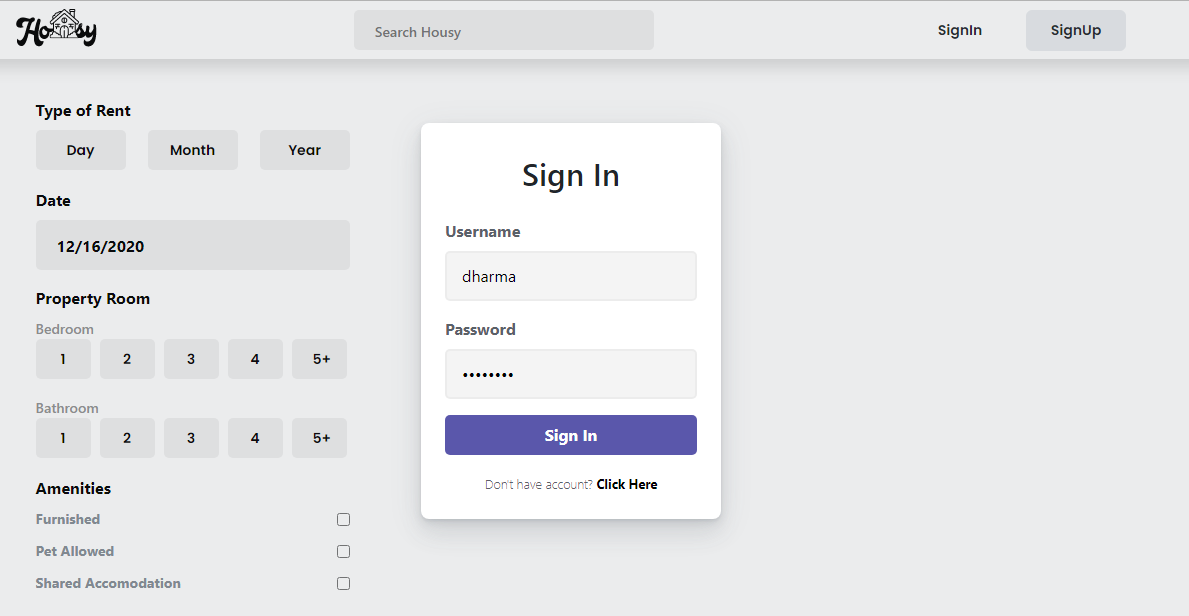 Housy
Search Housy
SignIn
SignUp
Type of Rent
Day Month Year
Date
12/16/2020
Property Room
Bedroom
1 2 3 4 5+
Bathroom
1 2 3 4 5+
Amenities
Furnished
Pet Allowed
Shared Accomodation
Sign In
Username
dharma
Password
••••••••
Sign In
Don't have account? Click Here